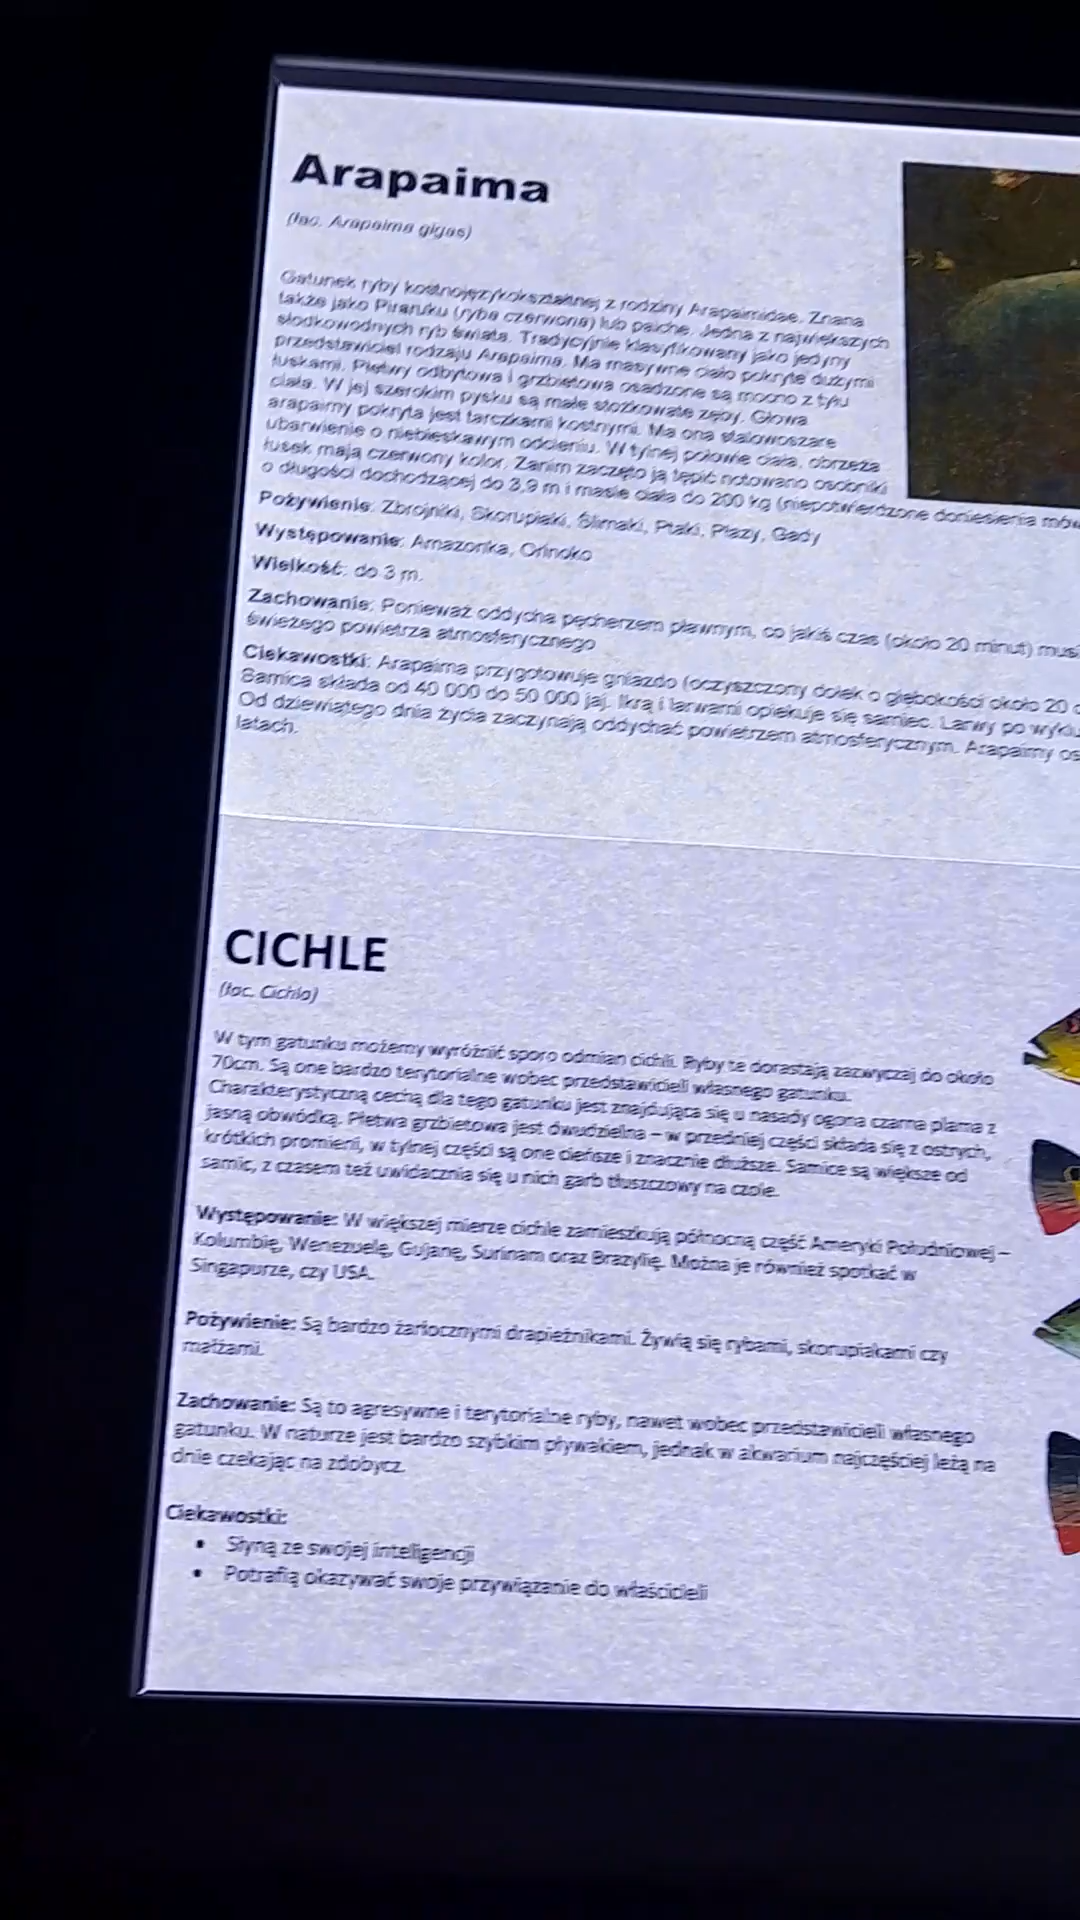 Arapaima
(łac. Arapaima gigas)
Gatunek ryby kostnojęzykokształtnej z rodziny Arapaimidae. Znana
także jako Piraruku (ryba czerwona) lub paiche. Jedna z największych
słodkowodnych ryb świata. Tradycyjnie klasyfikowany jako jedyny
przedstawiciel rodzaju Arapaima. Ma masywne ciało pokryte dużymi
łuskami. Płetwy odbytowa i grzbietowa osadzone są mocno z tyłu
ciała. W jej szerokim pysku są małe stożkowate zęby. Głowa
arapaimy pokryta jest tarczkami kostnymi. Ma ona stalowoszare
ubarwienie o niebieskawym odcieniu. W tylnej połowie ciała, obrzeża
łusek mają czerwony kolor. Zanim zaczęto ją tępić notowano osobniki
o długości dochodzącej do 3,9 m i masie ciała do 200 kg (niepotwierdzone doniesienia
Pożywienie: Zbrojniki, Skorupiaki, Ślimaki, Ptaki, Płazy, Gady
Występowanie: Amazonka, Orinoko
Wielkość: do 3 m.
Zachowanie: Ponieważ oddycha pęcherzem pławnym, co jakiś czas (około 20 minut) musi
świeżego powietrza atmosferycznego
Ciekawostki: Arapaima przygotowuje gniazdo (oczyszczony dołek o głębokości około 20
Samica składa od 40 000 do 50 000 jaj. Ikrą i larwami opiekuje się samiec. Larwy po
Od dziewiątego dnia życia zaczynają oddychać powietrzem atmosferycznym. Arapaimy
latach.
CICHLE
(łac. Cichla)
W tym gatunku możemy wyróżnić sporo odmian cichli. Ryby te dorastają zazwyczaj do około
70cm. Są one bardzo terytorialne wobec przedstawicieli własnego gatunku.
Charakterystyczną cechą dla tego gatunku jest znajdująca się u nasady ogona czarna plama z
jasną obwódką. Płetwa grzbietowa jest dwudzielna – w przedniej części składa się z ostrych,
krótkich promieni, w tylnej części są one cieńsze i znacznie dłuższe. Samice są większe od
samic, z czasem też uwidacznia się u nich garb tłuszczowy na czole.
Występowanie: W większej mierze cichle zamieszkują północną część Ameryki Południowej –
Kolumbię, Wenezuelę, Gujanę, Surinam oraz Brazylię. Można je również spotkać w
Singapurze, czy USA.
Pożywienie: Są bardzo żarłocznymi drapieżnikami. Żywią się rybami, skorupiakami czy
małżami.
Zachowanie: Są to agresywne i terytorialne ryby, nawet wobec przedstawicieli własnego
gatunku. W naturze jest bardzo szybkim pływakiem, jednak w akwarium najczęściej leżą na
dnie czekając na zdobycz.
Ciekawostki:
• Słyną ze swojej inteligencji
• Potrafią okazywać swoje przywiązanie do właścicieli